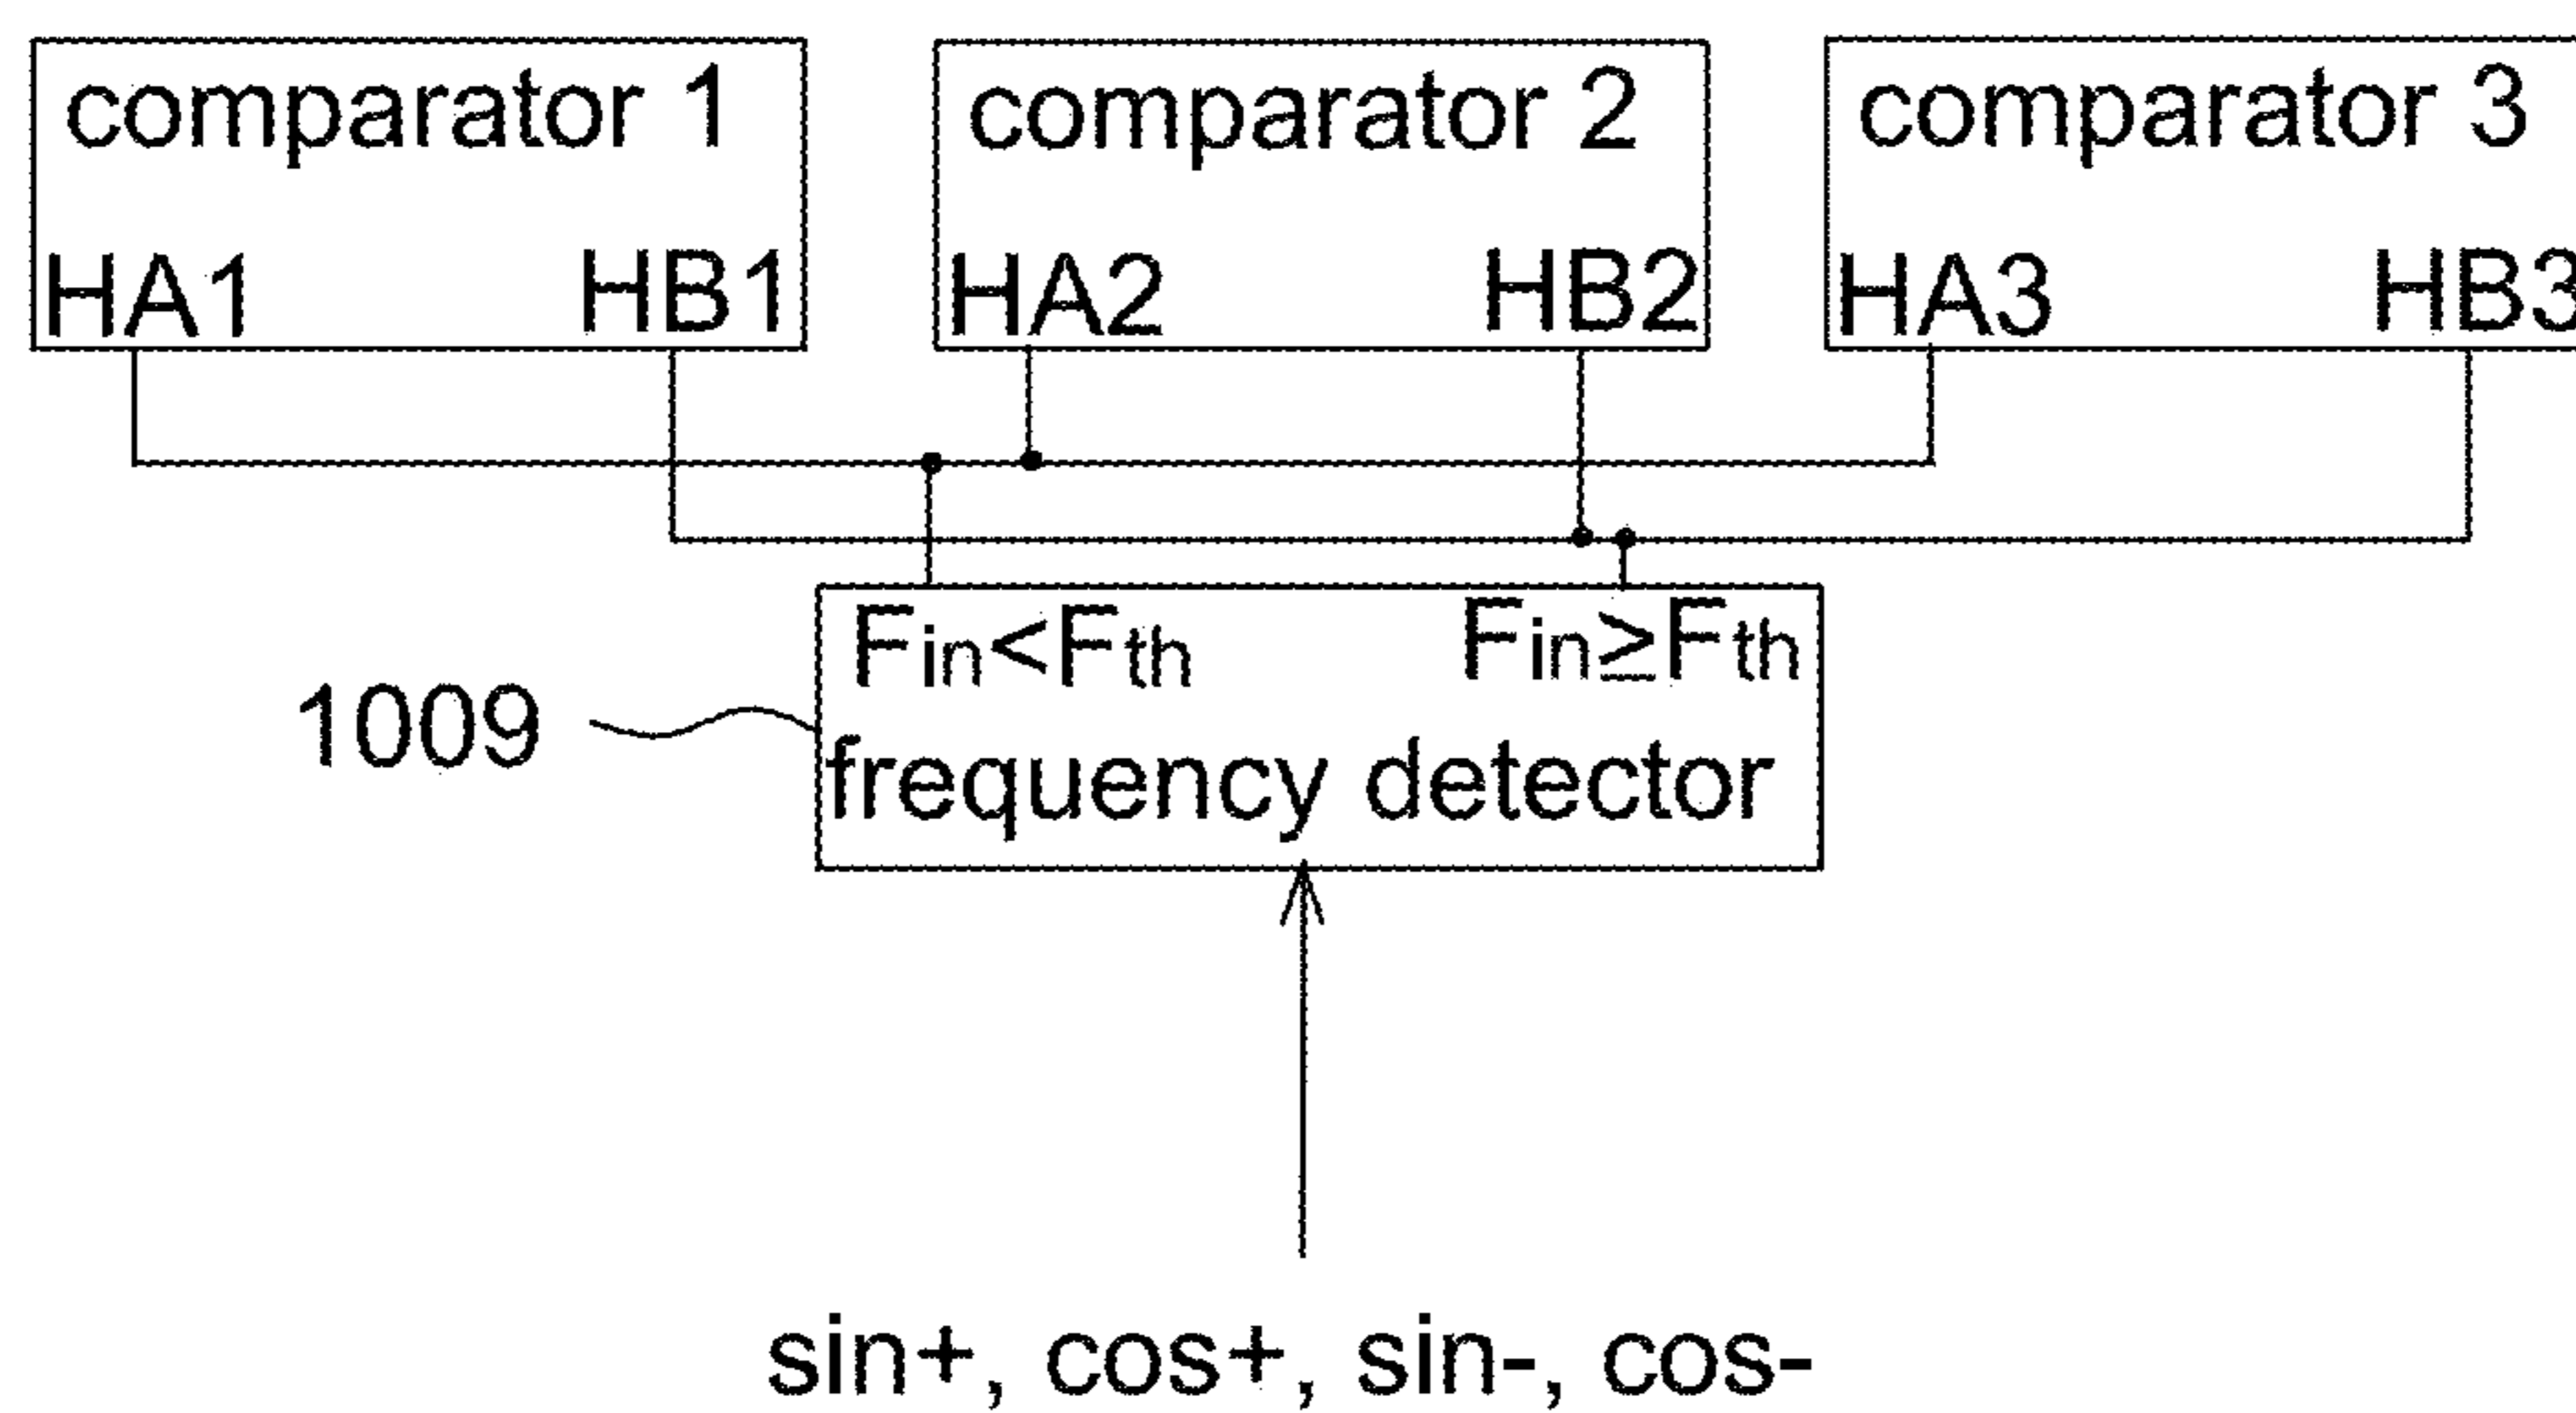 comparator 1 comparator 2 comparator 3
HA1 HB1 HA2 HB2 HA3 HB3
Fin<Fth Fin≥Fth
1009
frequency detector
sin+, cos+, sin-, cos-